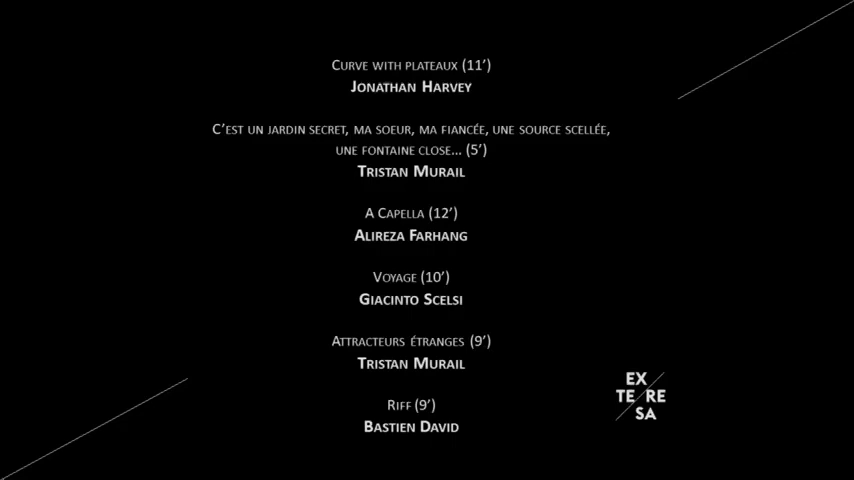 Curve with plateaux (11’)
Jonathan Harvey
C’est un jardin secret, ma soeur, ma fiancée, une source scellée,
une fontaine close... (5’)
Tristan Murail
A Capella (12’)
Alireza Farhang
Voyage (10’)
Giacinto Scelsi
Attracteurs étranges (9’)
Tristan Murail
Riff (9’)
Bastien David
EX
TE RE
SA